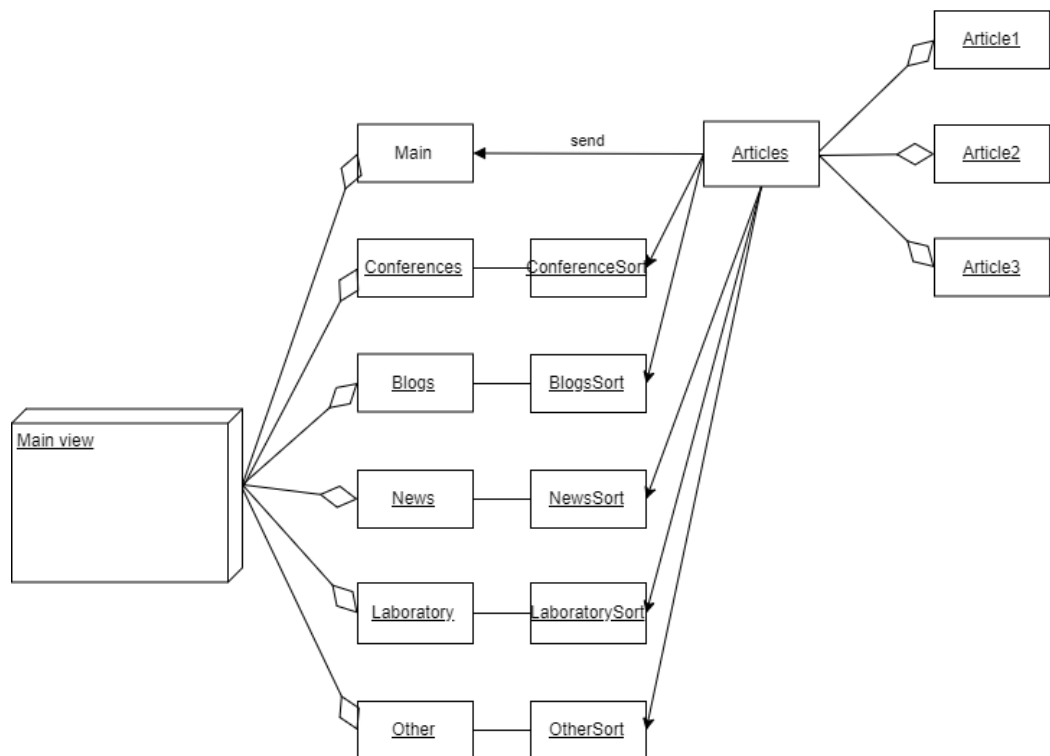 Article1
send
Main
Articles
Article2
Conferences
ConferenceSort
Article3
Blogs
BlogsSort
Main view
News
NewsSort
Laboratory
LaboratorySort
Other
OtherSort